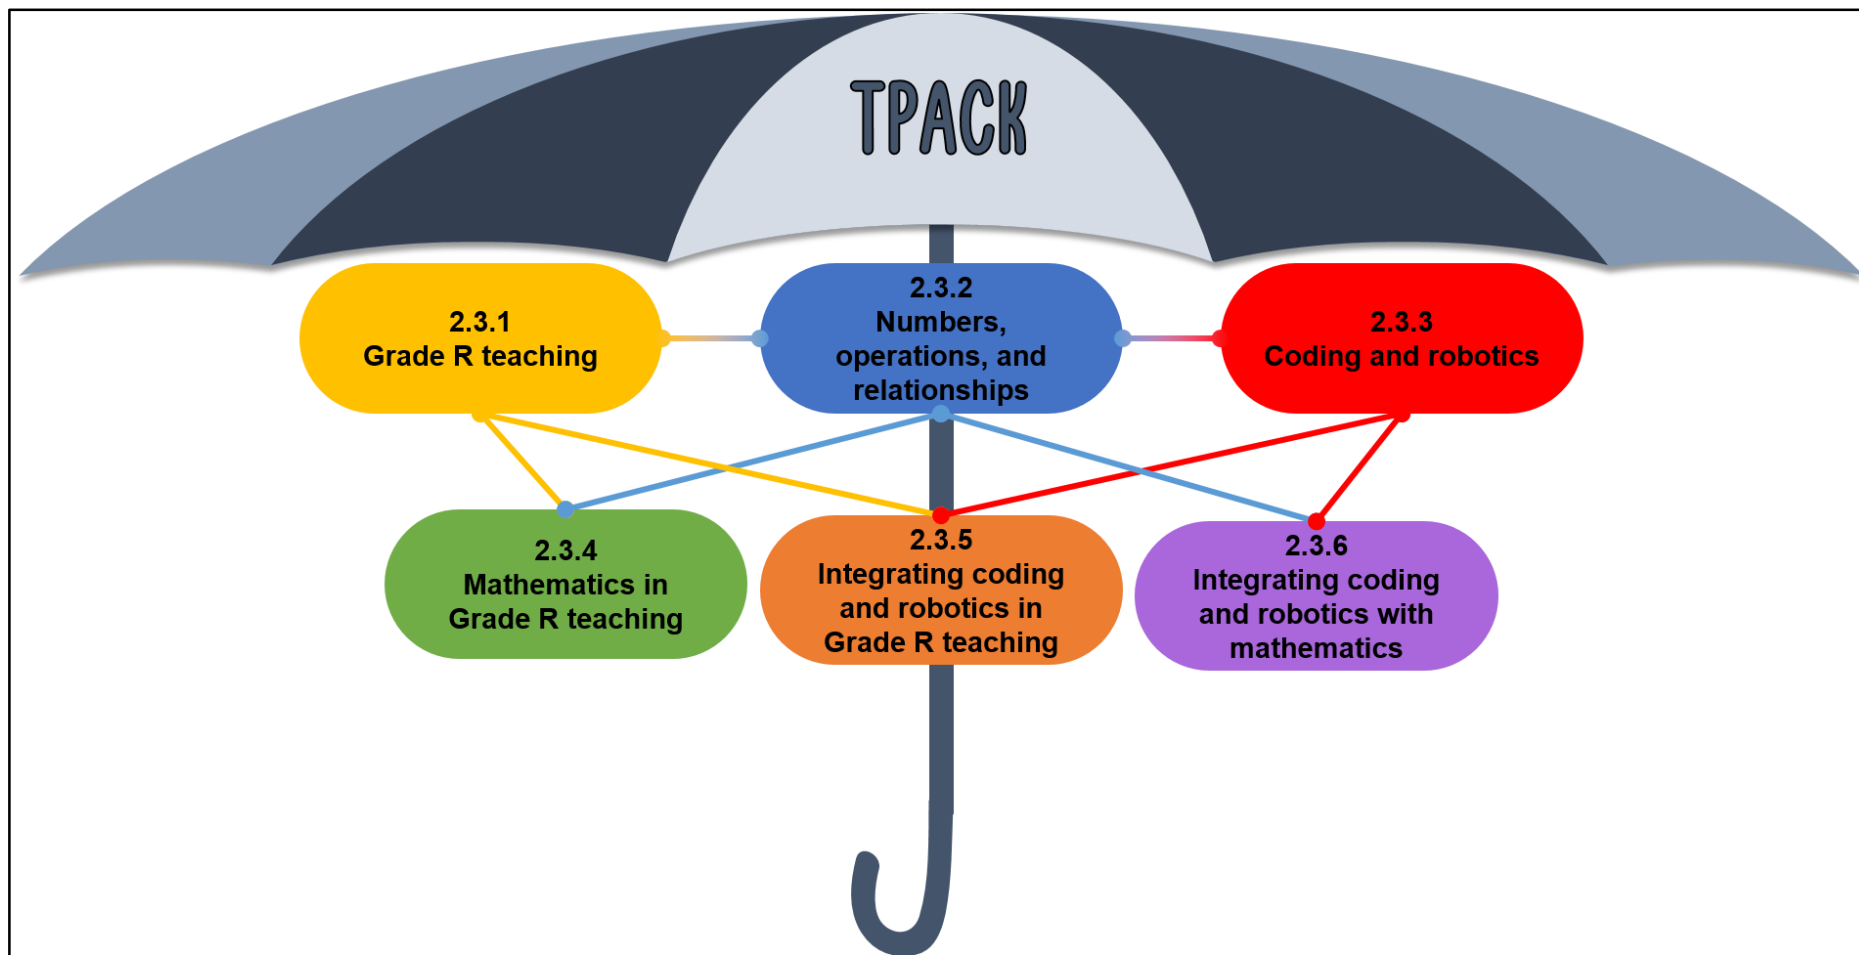 TPACK
2.3.1
Grade R teaching
2.3.2
Numbers,
operations, and
relationships
2.3.3
Coding and robotics
2.3.4
Mathematics in
Grade R teaching
2.3.5
Integrating coding
and robotics in
Grade R teaching
2.3.6
Integrating coding
and robotics with
mathematics